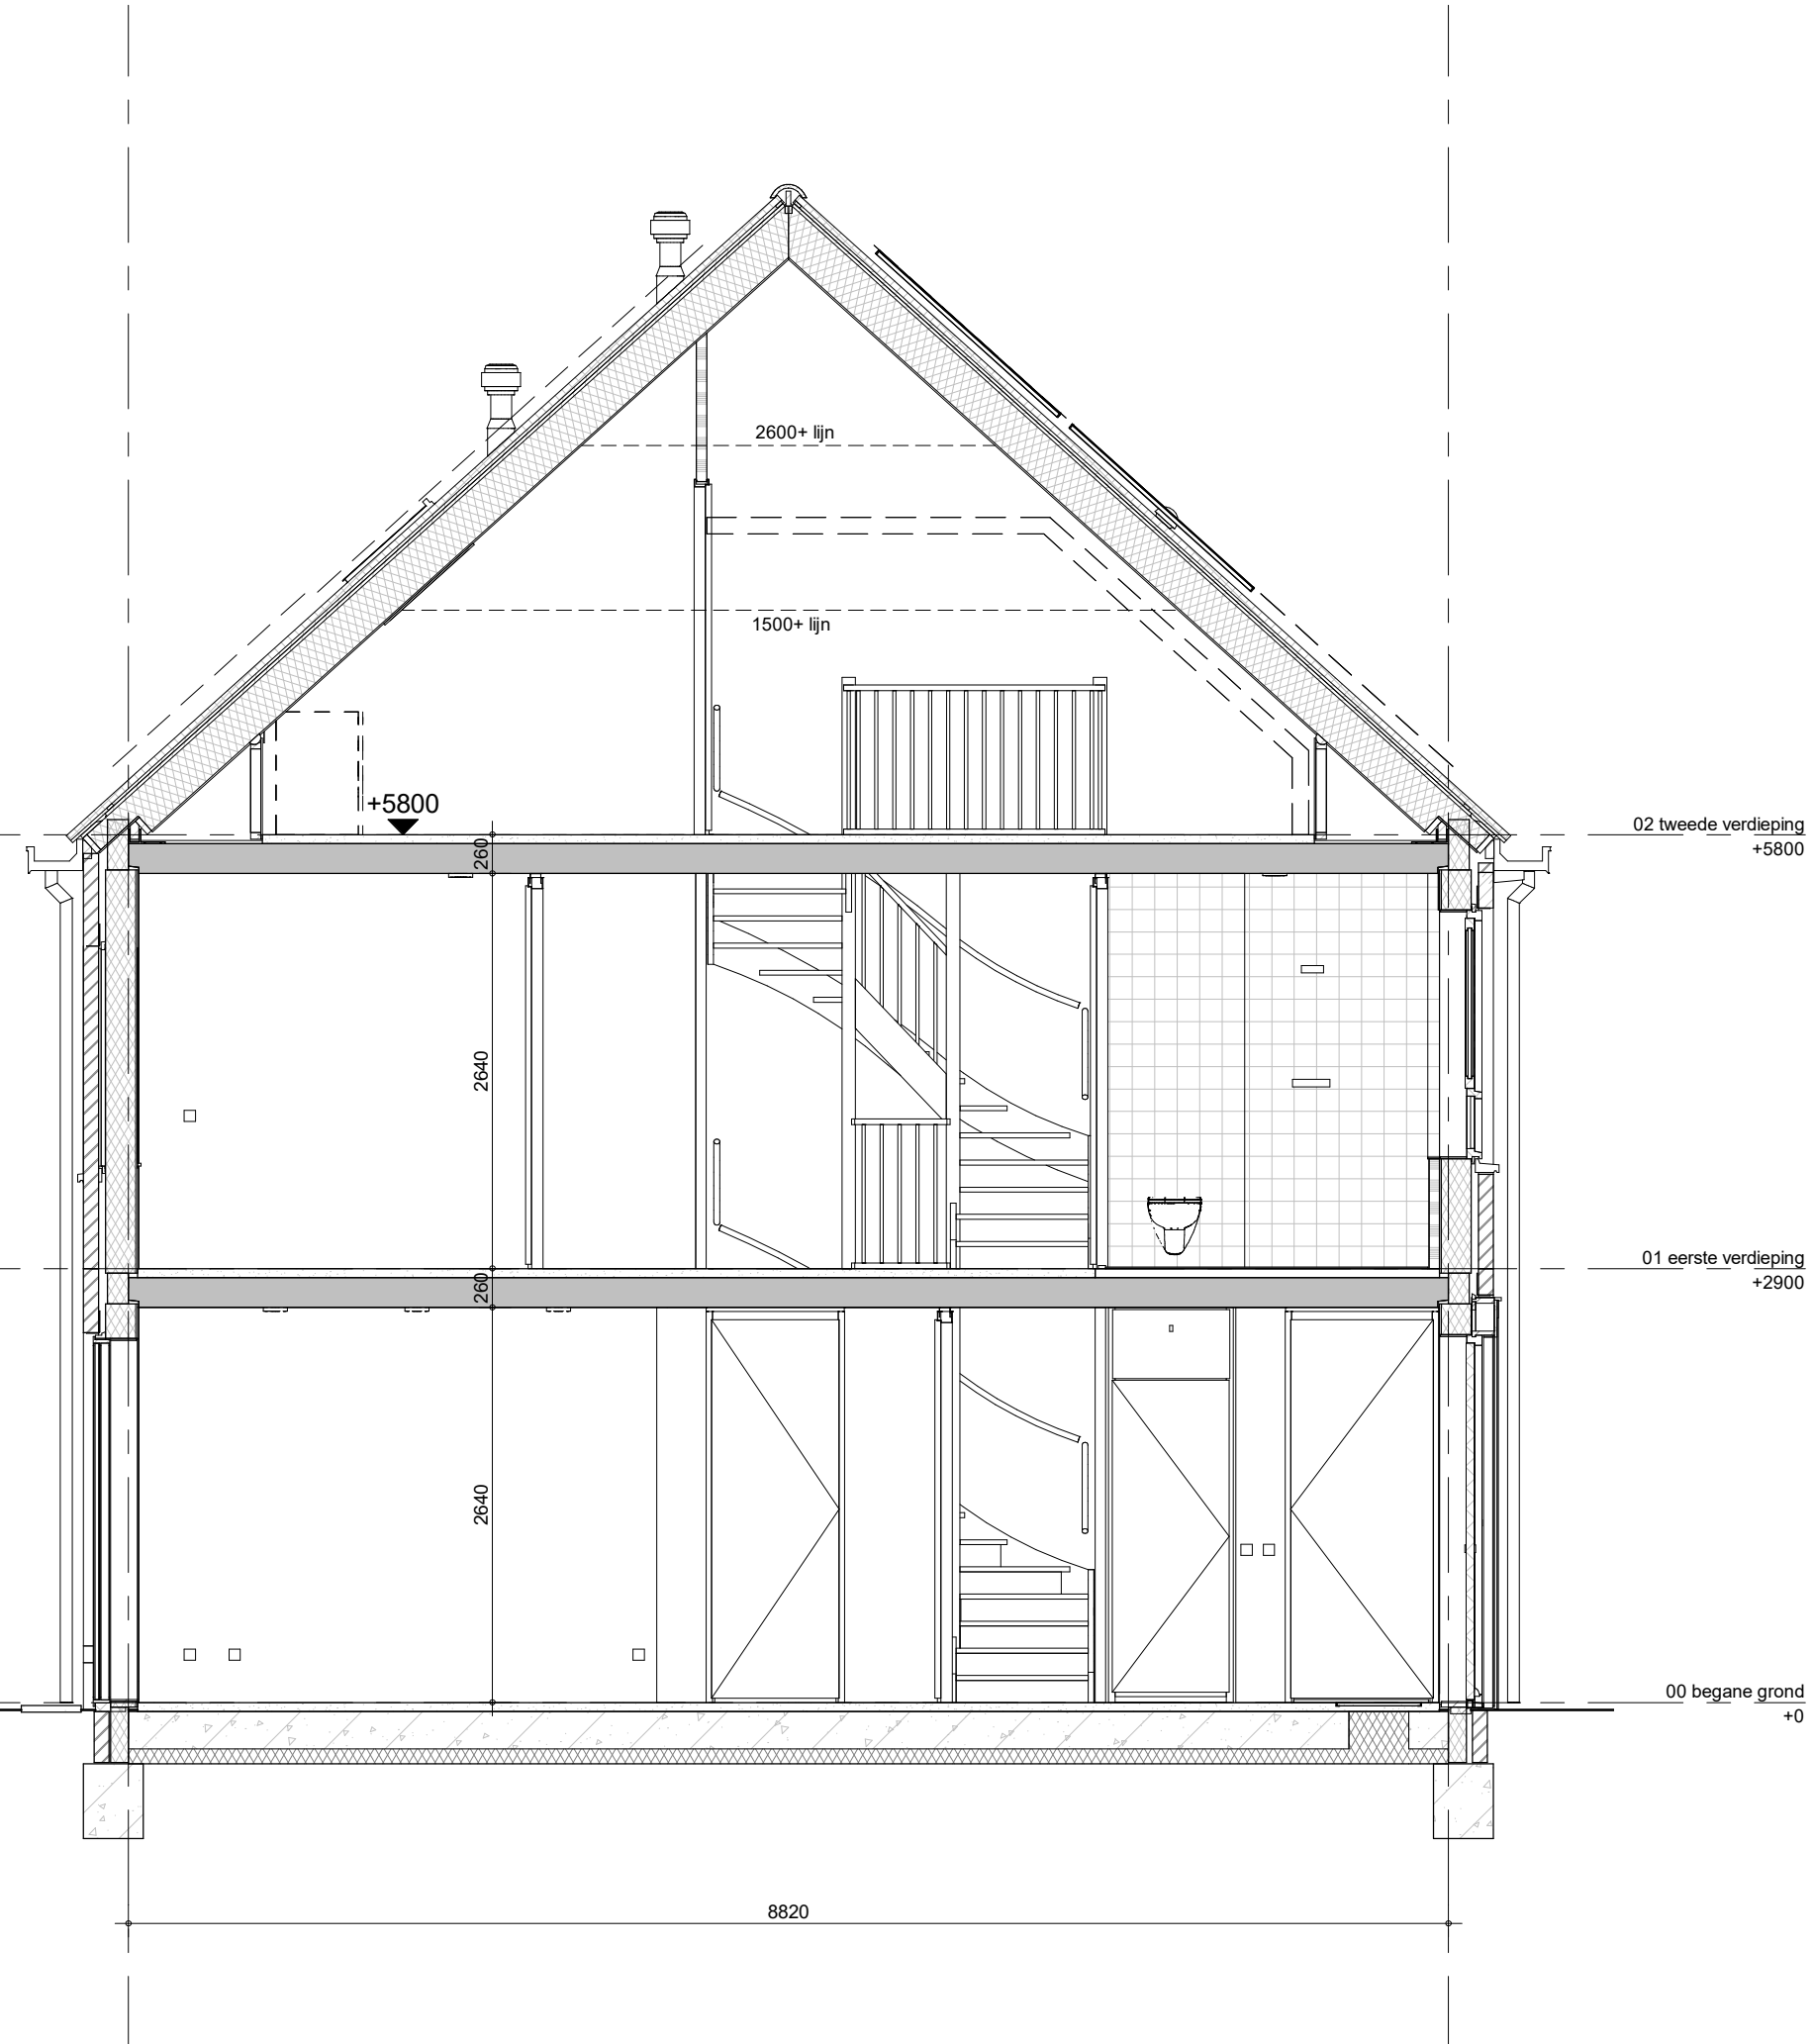 2600+ lijn
1500+ lijn
+5800
02 tweede verdieping
+5800
260
2640
01 eerste verdieping
+2900
260
2640
00 begane grond
+0
8820